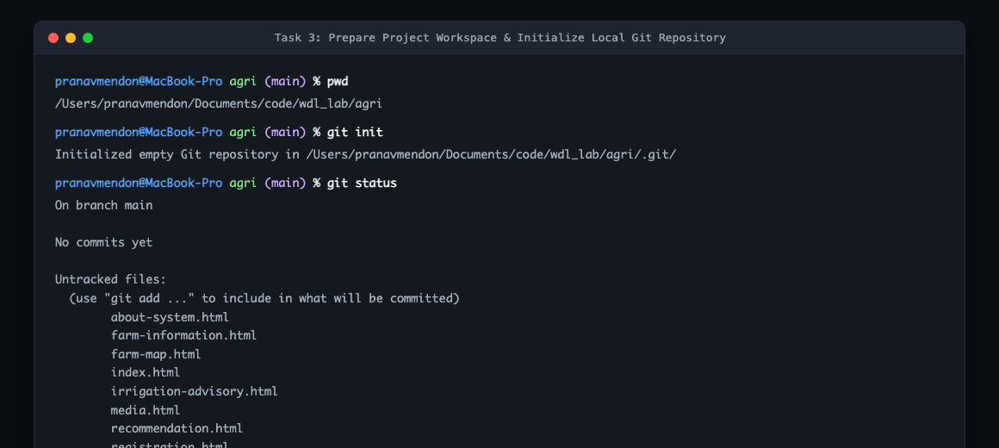 Task 3: Prepare Project Workspace & Initialize Local Git Repository
pranavmendon@MacBook-Pro agri (main) % pwd
/Users/pranavmendon/Documents/code/wdl_lab/agri
pranavmendon@MacBook-Pro agri (main) % git init
Initialized empty Git repository in /Users/pranavmendon/Documents/code/wdl_lab/agri/.git/
pranavmendon@MacBook-Pro agri (main) % git status
On branch main
No commits yet
Untracked files:
(use "git add ..." to include in what will be committed)
about-system.html
farm-information.html
farm-map.html
index.html
irrigation-advisory.html
media.html
recommendation.html
registration.html